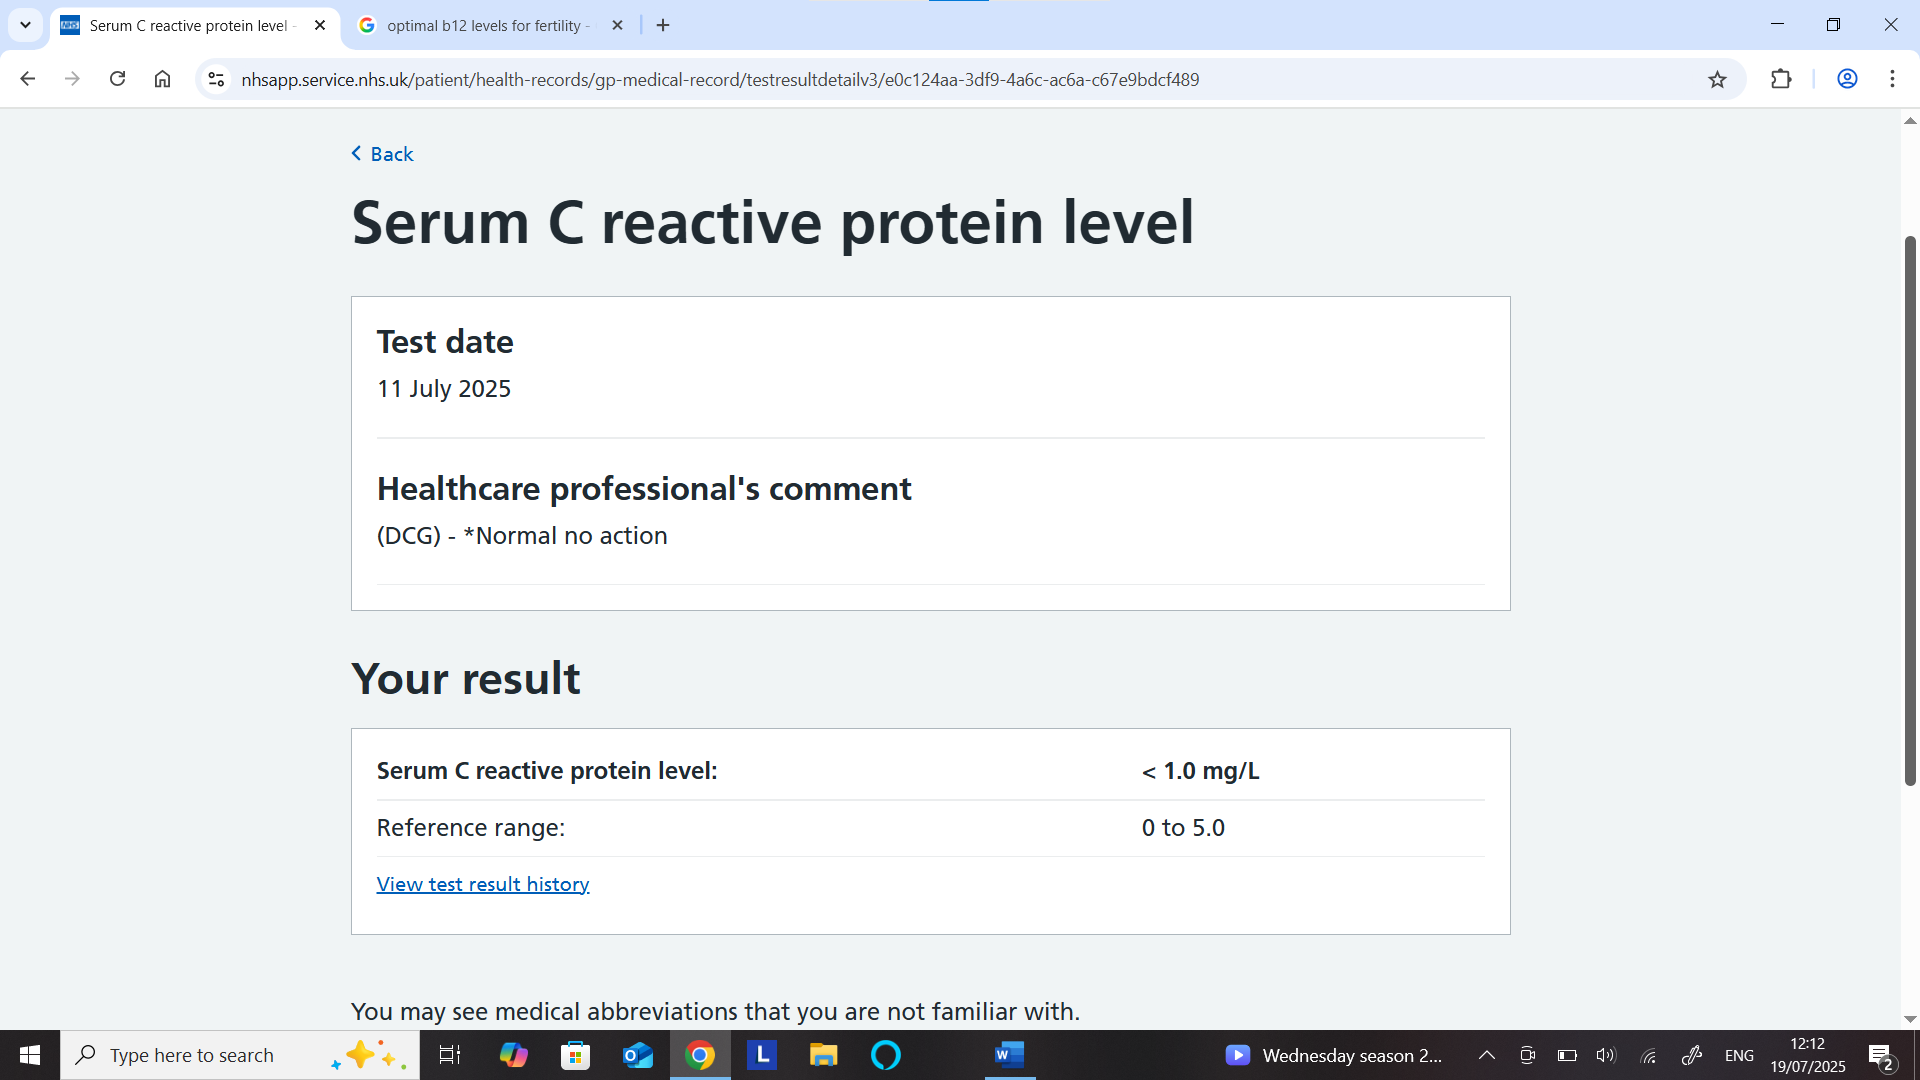 Serum C reactive protein level -
optimal b12 levels for fertility -
nhsapp.service.nhs.uk/patient/health-records/gp-medical-record/testresultdetailv3/e0c124aa-3df9-4a6c-ac6a-c67e9bdcf489
Back
Serum C reactive protein level
Test date
11 July 2025
Healthcare professional's comment
(DCG) - *Normal no action
Your result
Serum C reactive protein level: < 1.0 mg/L
Reference range: 0 to 5.0
View test result history
You may see medical abbreviations that you are not familiar with.
Type here to search
Wednesday season 2...
ENG
12:12
19/07/2025
2